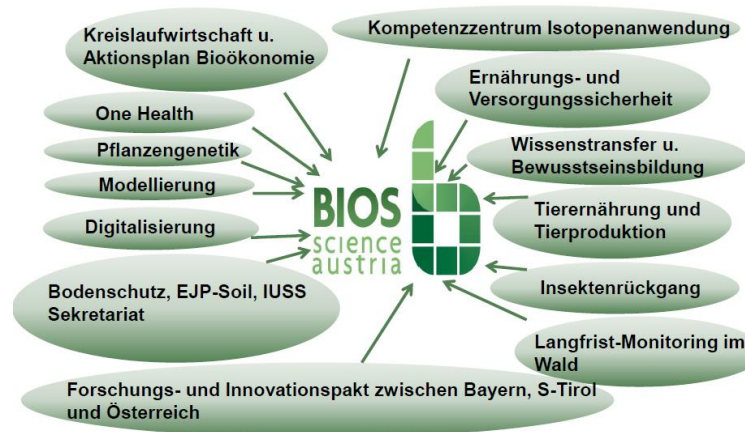 Kreislaufwirtschaft u.
Aktionsplan Bioökonomie
Kompetenzzentrum Isotopenanwendung
Ernährungs- und
Versorgungssicherheit
One Health
Pflanzengenetik
Wissenstransfer u.
Bewusstseinsbildung
Modellierung
BIOS
science
austria
Digitalisierung
Tierernährung und
Tierproduktion
Bodenschutz, EJP-Soil, IUSS
Sekretariat
Insektenrückgang
Langfrist-Monitoring im
Wald
Forschungs- und Innovationspakt zwischen Bayern, S-Tirol
und Österreich